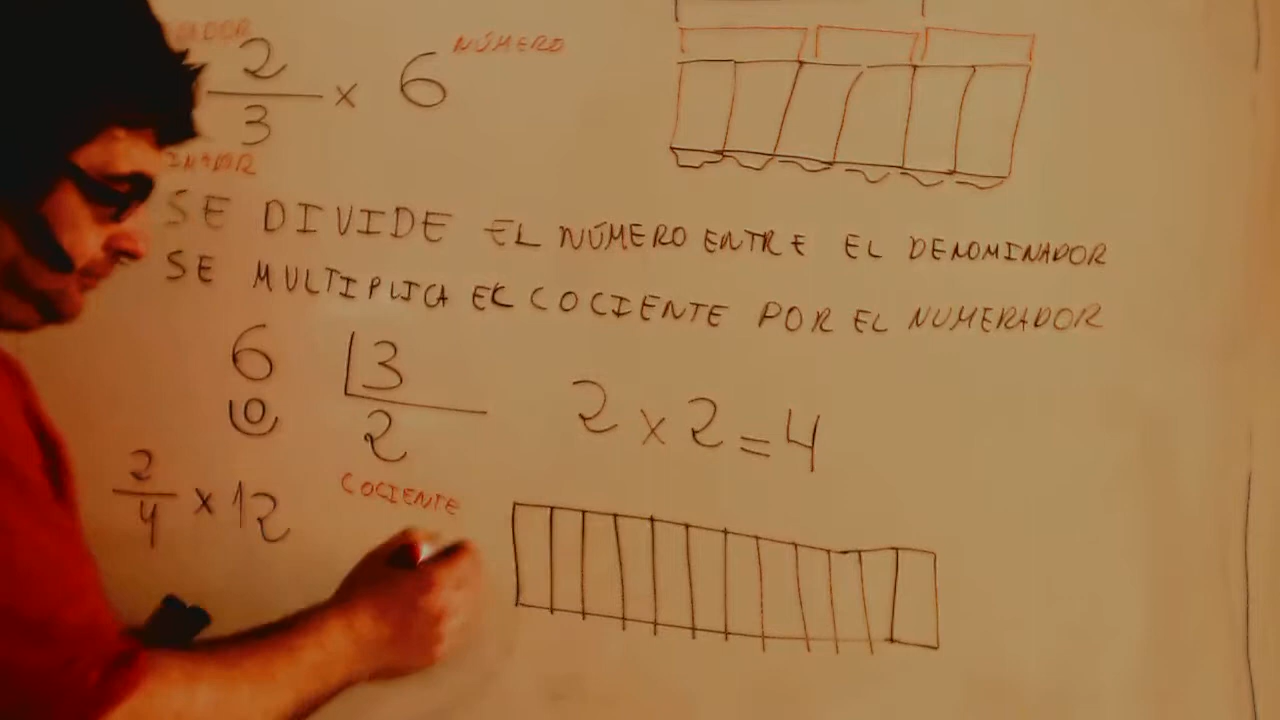 2
NÚMERO
× 6
3
SE DIVIDE EL NÚMERO ENTRE EL DENOMINADOR
SE MULTIPLICA EL COCIENTE POR EL NUMERADOR
6 3
0 2
2 × 2 = 4
COCIENTE
2
× 12
4